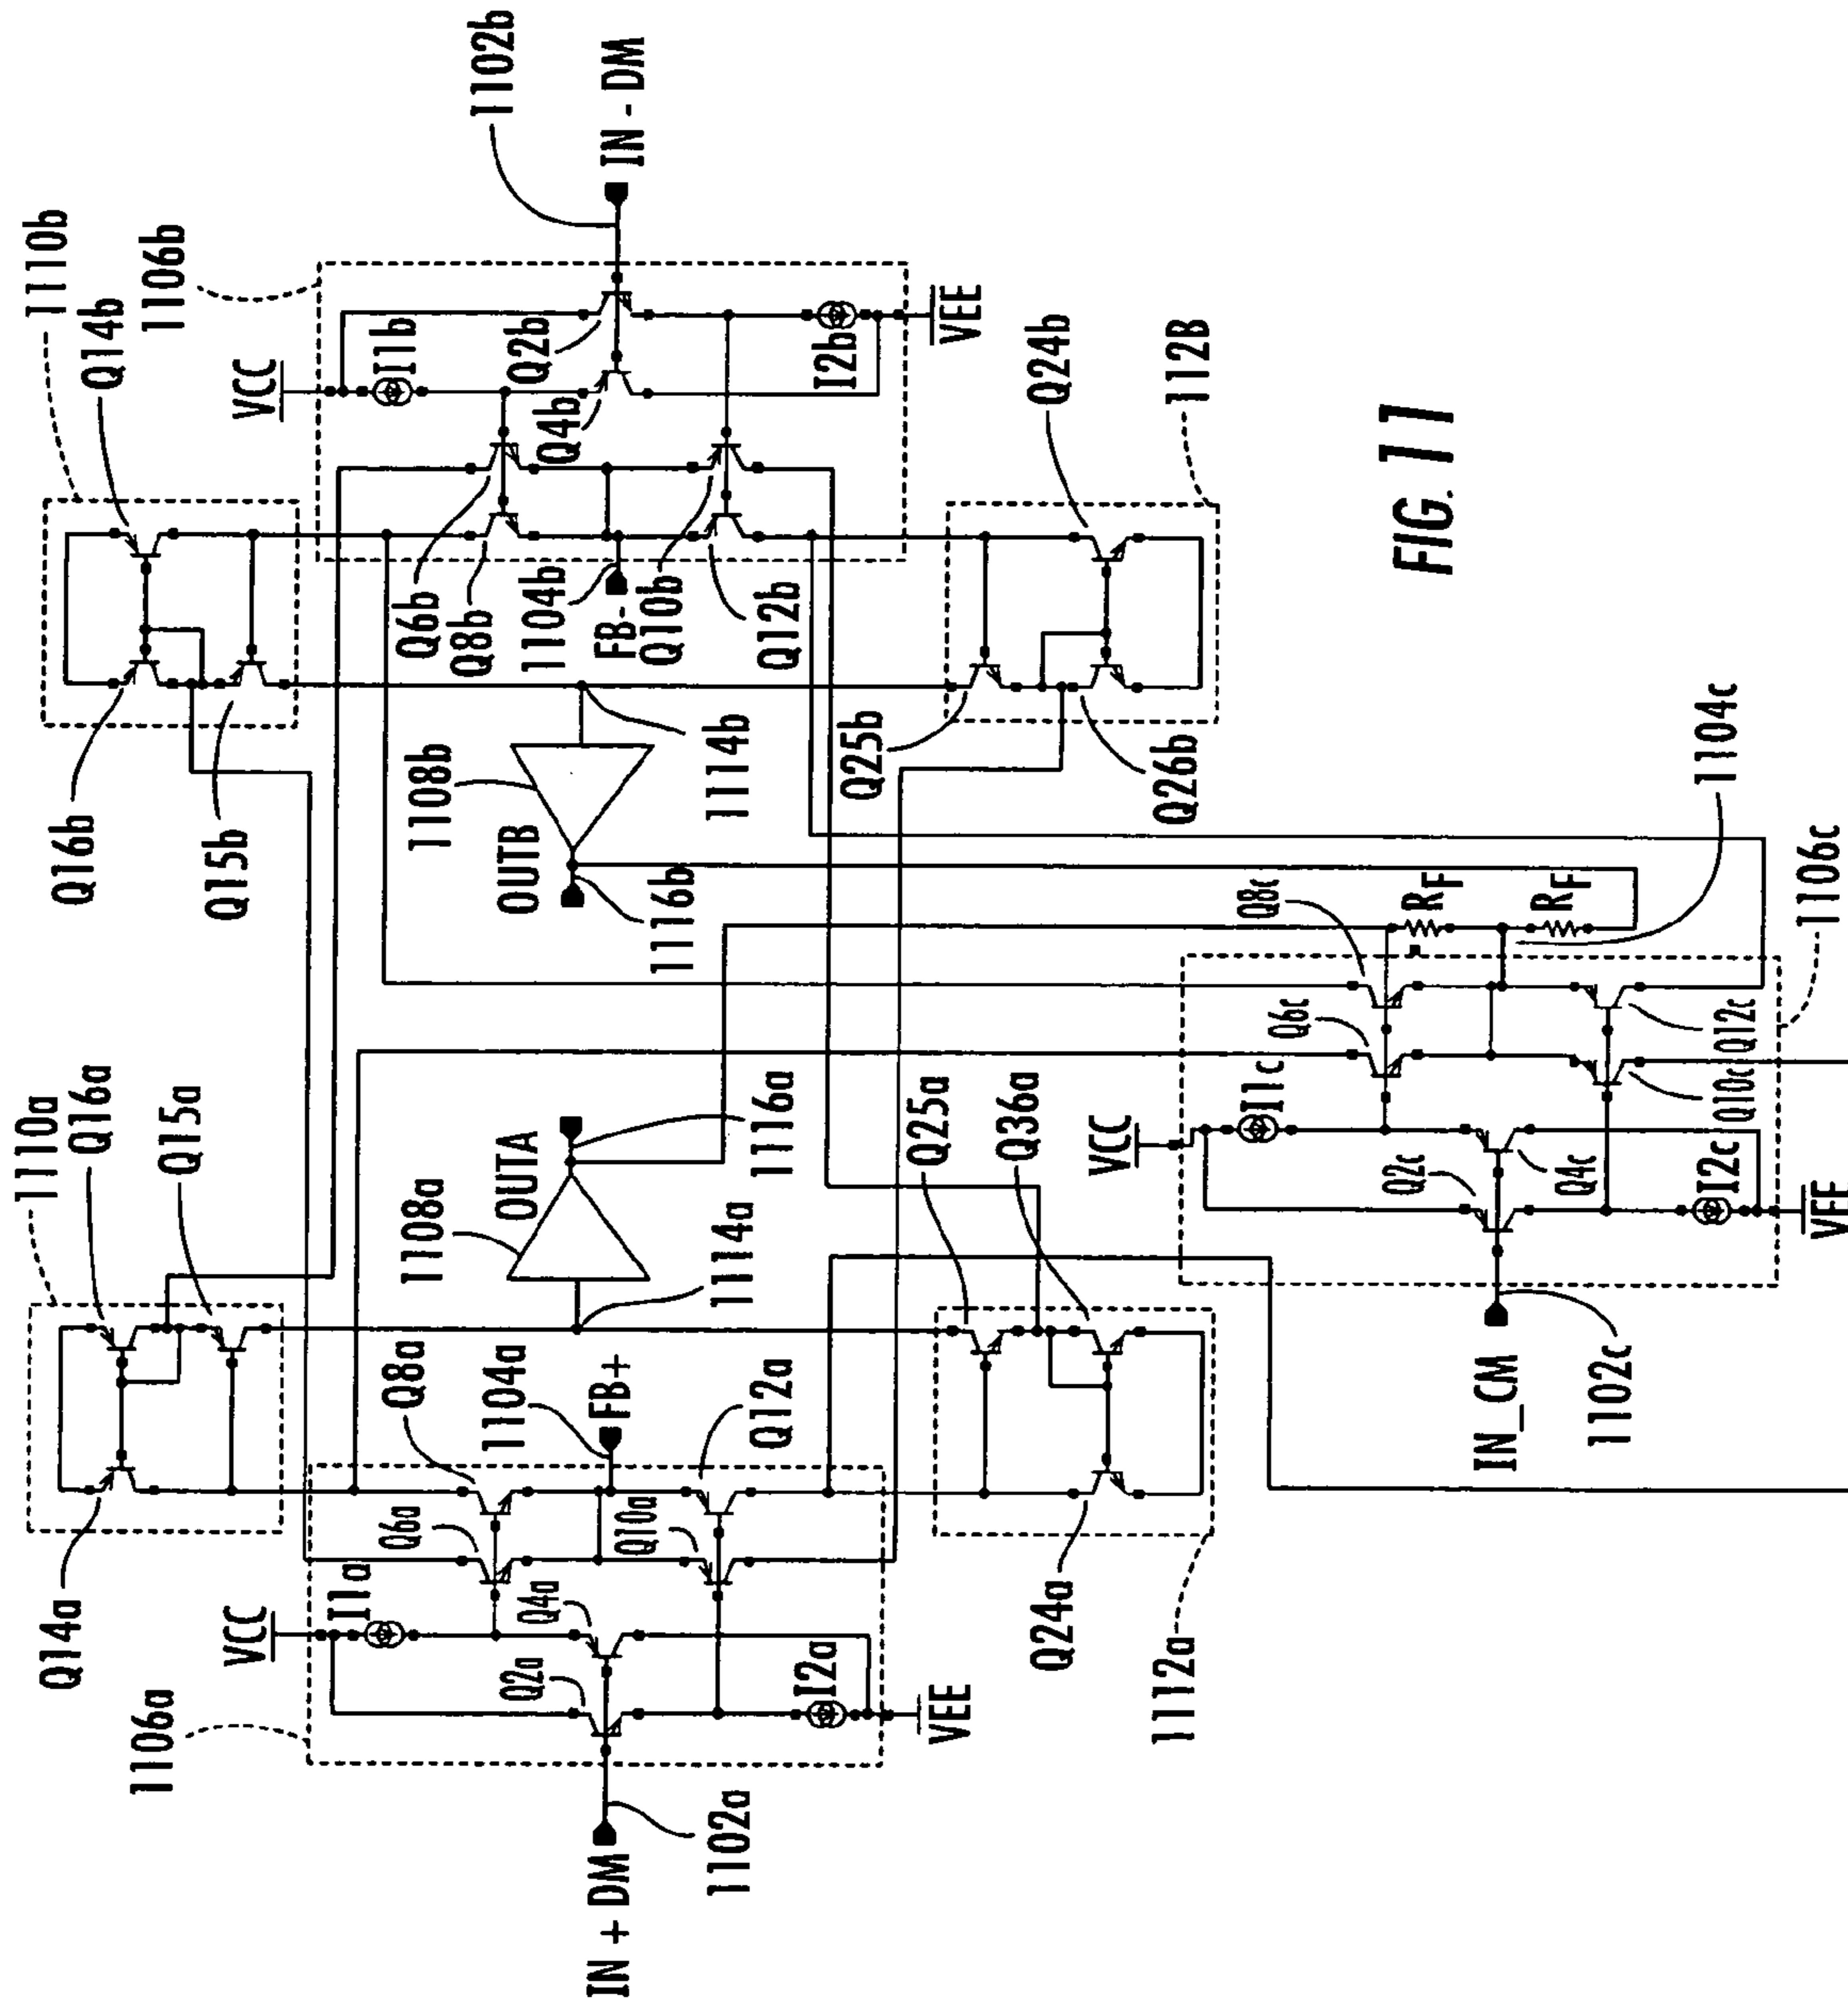 1102b
IN - DM
1110b
1106b
Q14b
VCC
I1b
Q2b
Q4b
I2b
VEE
Q16b
Q15b
Q6b
Q8b
1104b
FB-
Q10b
Q12b
112B
Q24b
Q25b
Q26b
1108b
OUTB
1114b
1116b
FIG. 11
1110a
Q16a
Q15a
Q14a
1108a
OUTA
1114a
1116a
1106a
VCC
I1a
Q6a
Q8a
1104a
FB+
Q4a
Q2a
Q10a
Q12a
I2a
VEE
IN + DM
1102a
Q25a
Q36a
Q24a
1112a
1104c
1106c
RF
RF
Q8c
Q6c
VCC
I1c
Q2c
Q4c
I2c
VEE
Q12c
Q10c
IN_CM
1102c